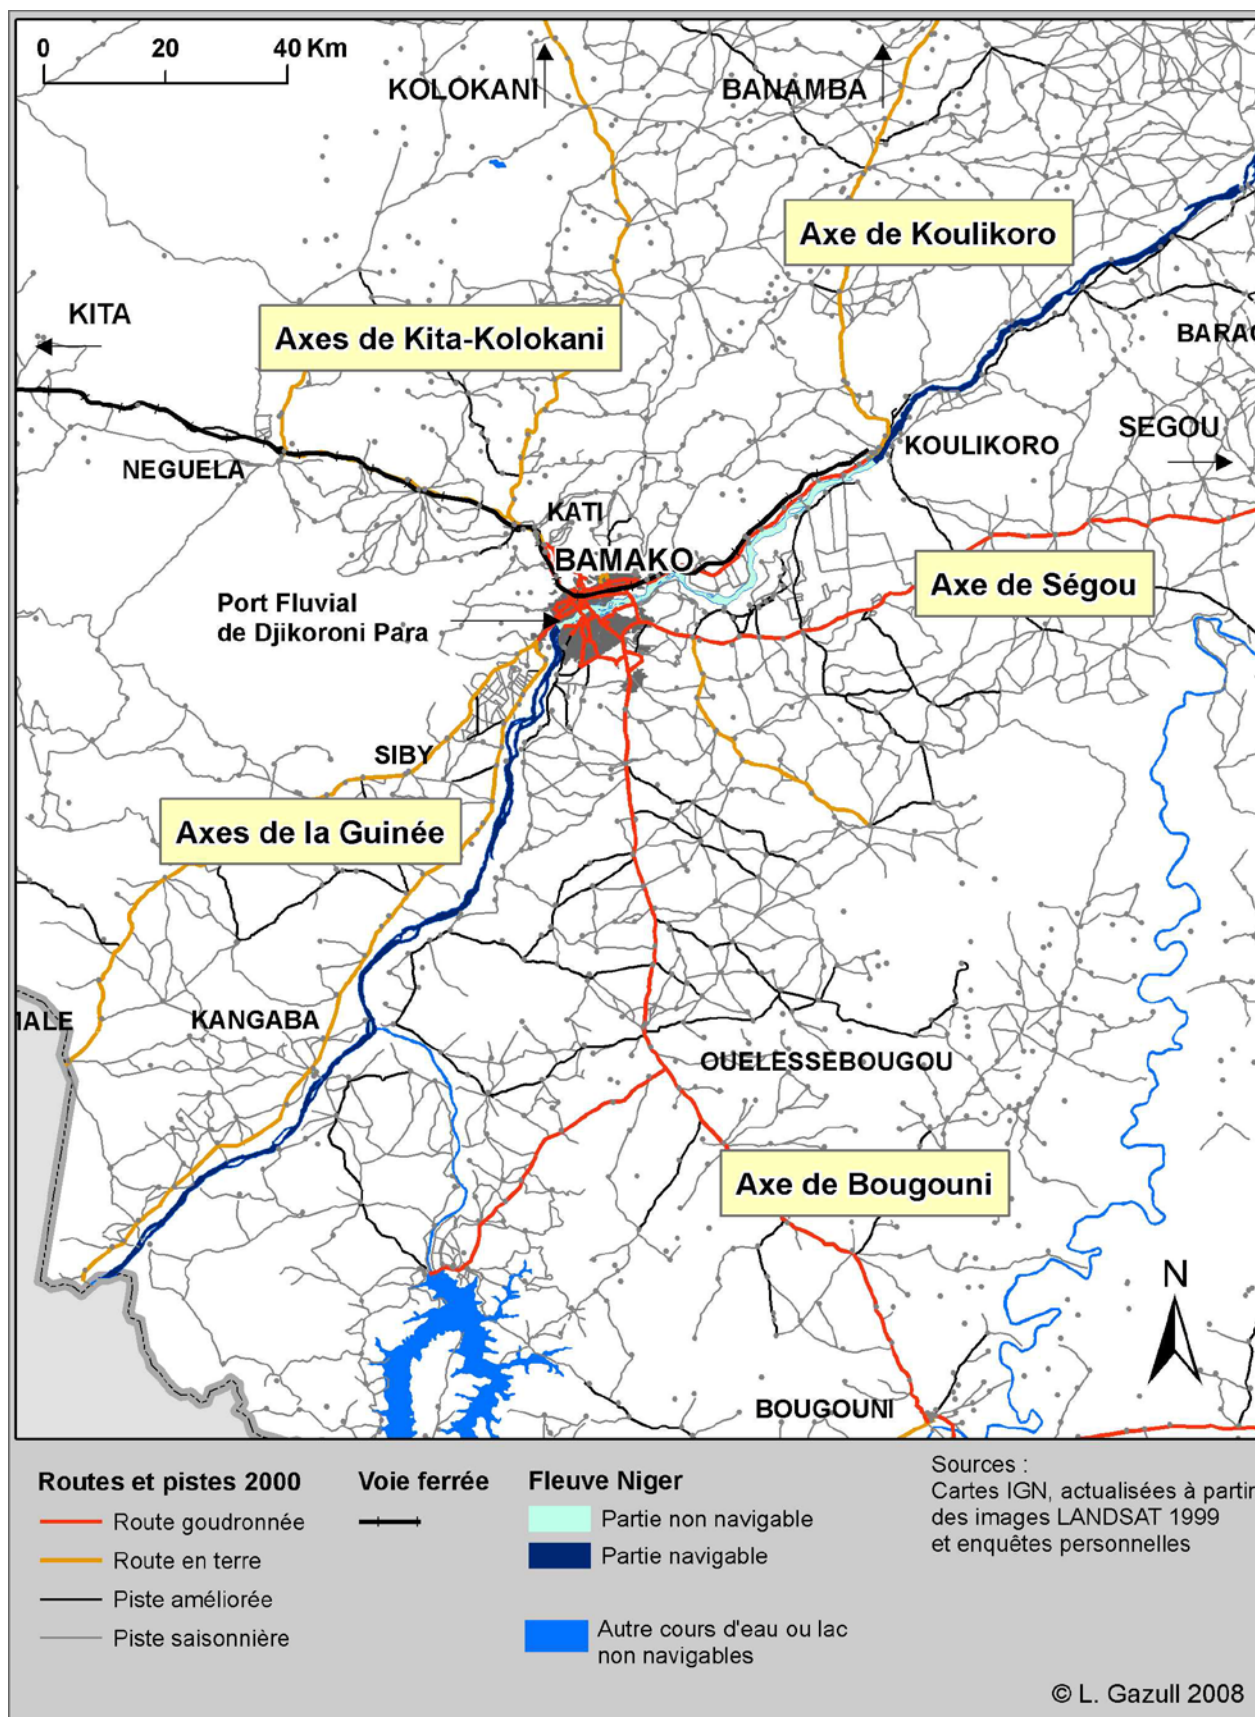 0 20 40 Km
KOLOKANI
BANAMBA
Axe de Koulikoro
KITA
Axes de Kita-Kolokani
BARAO
NEGUELA
KOULIKORO
SEGOU
KATI
BAMAKO
Axe de Ségou
Port Fluvial
de Djikoroni Para
SIBY
Axes de la Guinée
MALE
KANGABA
OUELESSEBOUGOU
Axe de Bougouni
N
BOUGOUNI
Routes et pistes 2000
Route goudronnée
Route en terre
Piste améliorée
Piste saisonnière
Voie ferrée
Fleuve Niger
Partie non navigable
Partie navigable
Autre cours d'eau ou lac
non navigables
Sources :
Cartes IGN, actualisées à partir
des images LANDSAT 1999
et enquêtes personnelles
© L. Gazull 2008